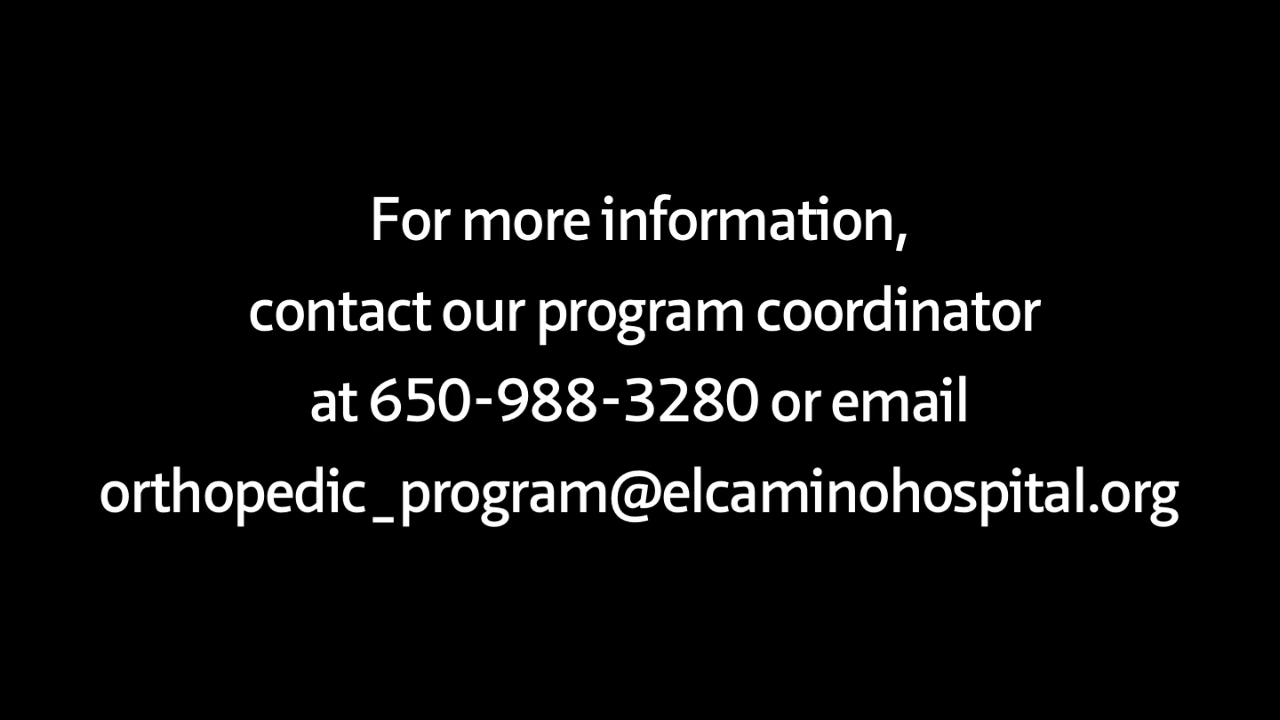 For more information,
contact our program coordinator
at 650-988-3280 or email
orthopedic_program@elcaminohospital.org